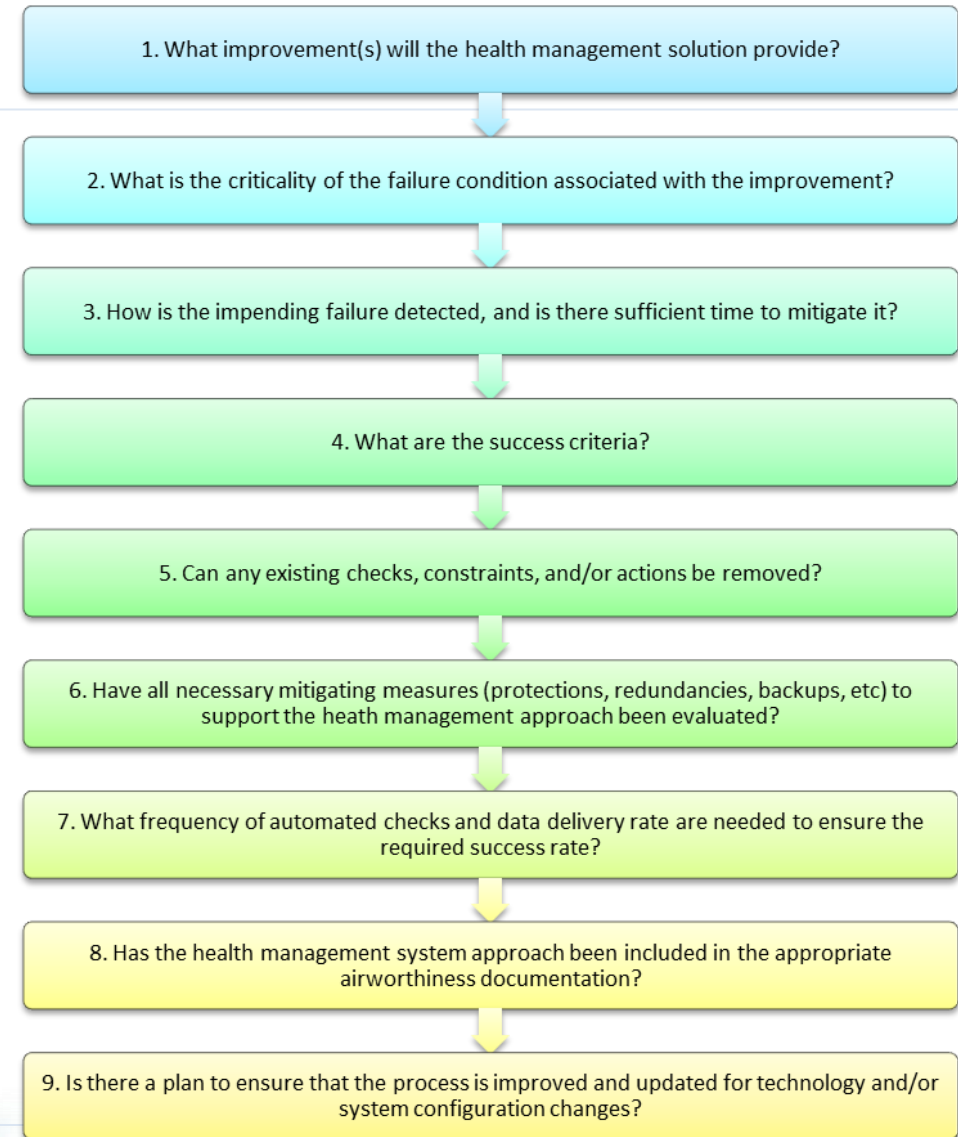 1. What improvement(s) will the health management solution provide?
2. What is the criticality of the failure condition associated with the improvement?
3. How is the impending failure detected, and is there sufficient time to mitigate it?
4. What are the success criteria?
5. Can any existing checks, constraints, and/or actions be removed?
6. Have all necessary mitigating measures (protections, redundancies, backups, etc) to
support the heath management approach been evaluated?
7. What frequency of automated checks and data delivery rate are needed to ensure the
required success rate?
8. Has the health management system approach been included in the appropriate
airworthiness documentation?
9. Is there a plan to ensure that the process is improved and updated for technology and/or
system configuration changes?